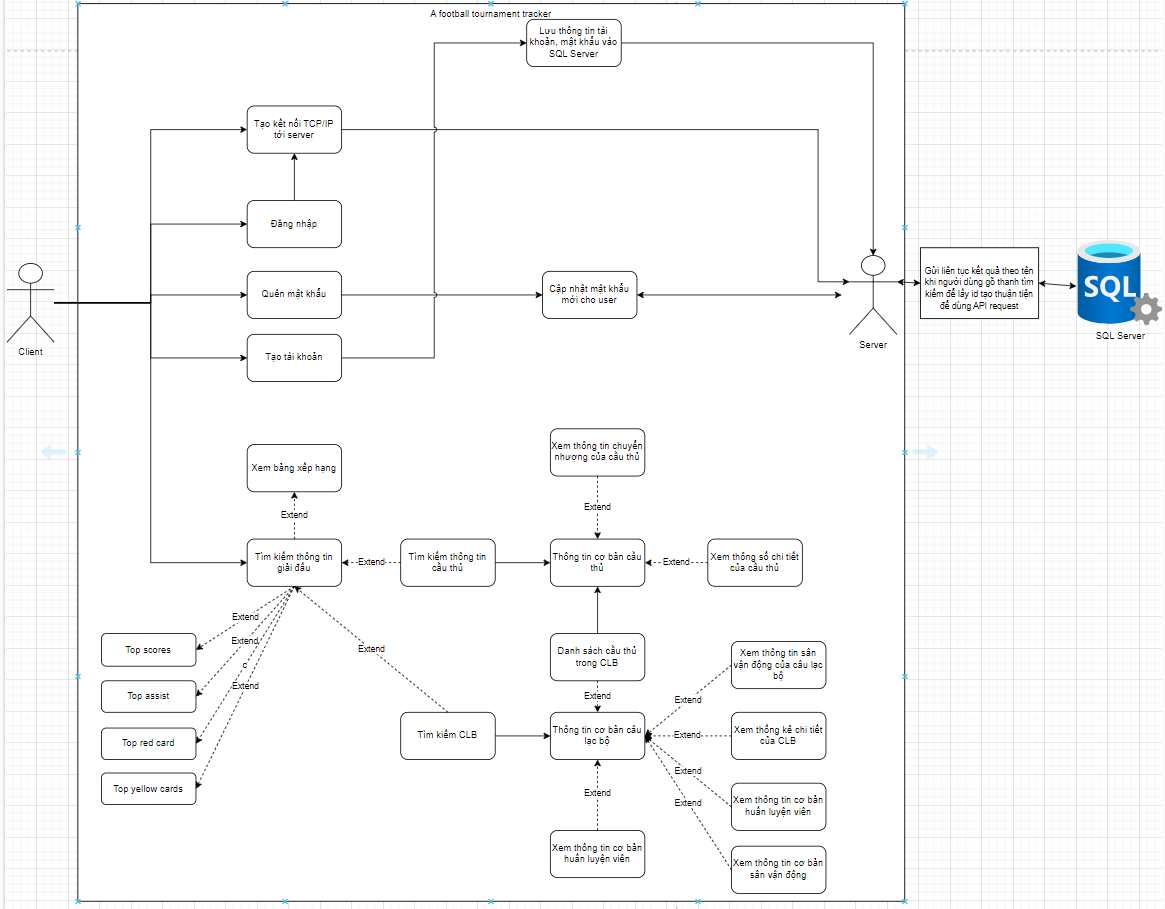 A football tournament tracker
Lưu thông tin tài
khoản, mật khẩu vào
SQL Server
Tạo kết nối TCP/IP
tới server
Đăng nhập
Quên mật khẩu
Cập nhật mật khẩu
mới cho user
Tạo tài khoản
Client
Server
Gửi liên tục kết quả theo tên
khi người dùng gõ thanh tìm
kiếm để lấy id tạo thuận tiện
để dùng API request
SQL
SQL Server
Xem bảng xếp hạng
Extend
Xem thông tin chuyển
nhượng của cầu thủ
Extend
Tìm kiếm thông tin
giải đấu
Extend
Tìm kiếm thông tin
cầu thủ
Thông tin cơ bản cầu
thủ
Extend
Xem thông số chi tiết
của cầu thủ
Extend
Extend
c
Extend
Extend
Top scores
Top assist
Top red card
Top yellow cards
Danh sách cầu thủ
trong CLB
Extend
Tìm kiếm CLB
Thông tin cơ bản câu
lạc bộ
Extend
Extend
Extend
Extend
Xem thông tin sân
vận động của câu lạc
bộ
Xem thống kê chi tiết
của CLB
Xem thông tin cơ bản
huấn luyện viên
Xem thông tin cơ bản
sân vận động
Extend
Xem thông tin cơ bản
huấn luyện viên